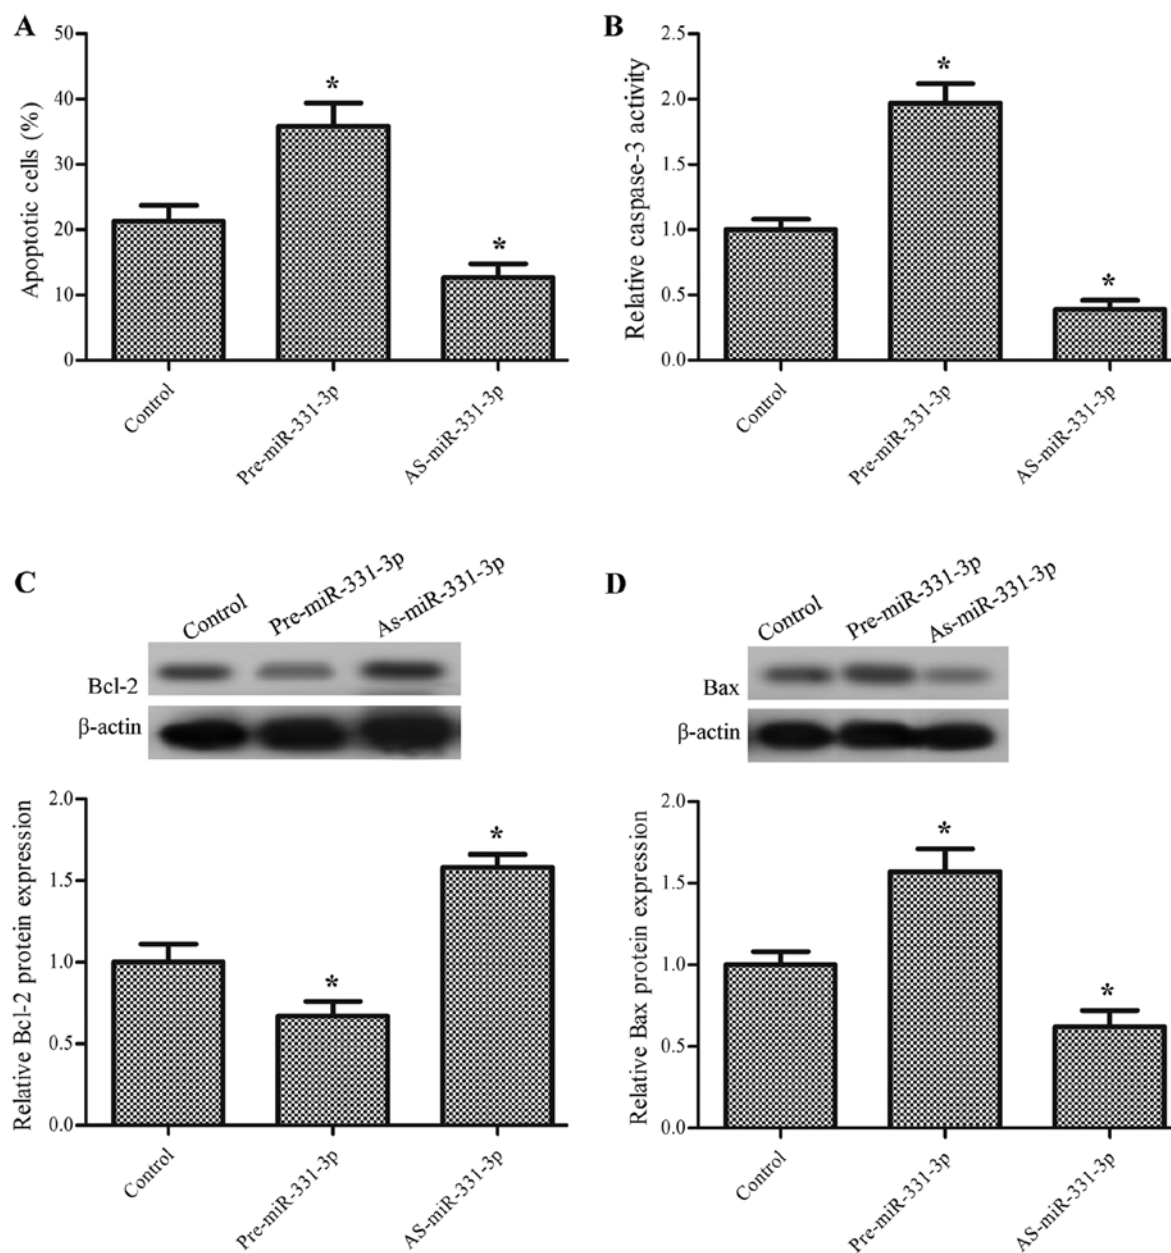 A
50
40
30
20
10
0
Apoptotic cells (%)
*
*
Control
Pre-miR-331-3p
AS-miR-331-3p
B
2.5
2.0
1.5
1.0
0.5
0.0
Relative caspase-3 activity
*
*
Control
Pre-miR-331-3p
AS-miR-331-3p
C
Control
Pre-miR-331-3p
As-miR-331-3p
Bcl-2
β-actin
2.0
1.5
1.0
0.5
0.0
Relative Bcl-2 protein expression
*
*
Control
Pre-miR-331-3p
AS-miR-331-3p
D
Control
Pre-miR-331-3p
As-miR-331-3p
Bax
β-actin
2.0
1.5
1.0
0.5
0.0
Relative Bax protein expression
*
*
Control
Pre-miR-331-3p
AS-miR-331-3p